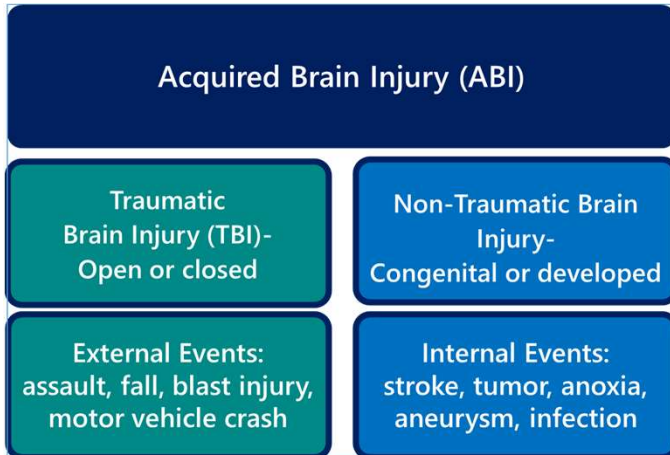 Acquired Brain Injury (ABI)
Traumatic
Brain Injury (TBI)-
Open or closed
Non-Traumatic Brain
Injury-
Congenital or developed
External Events:
assault, fall, blast injury,
motor vehicle crash
Internal Events:
stroke, tumor, anoxia,
aneurysm, infection